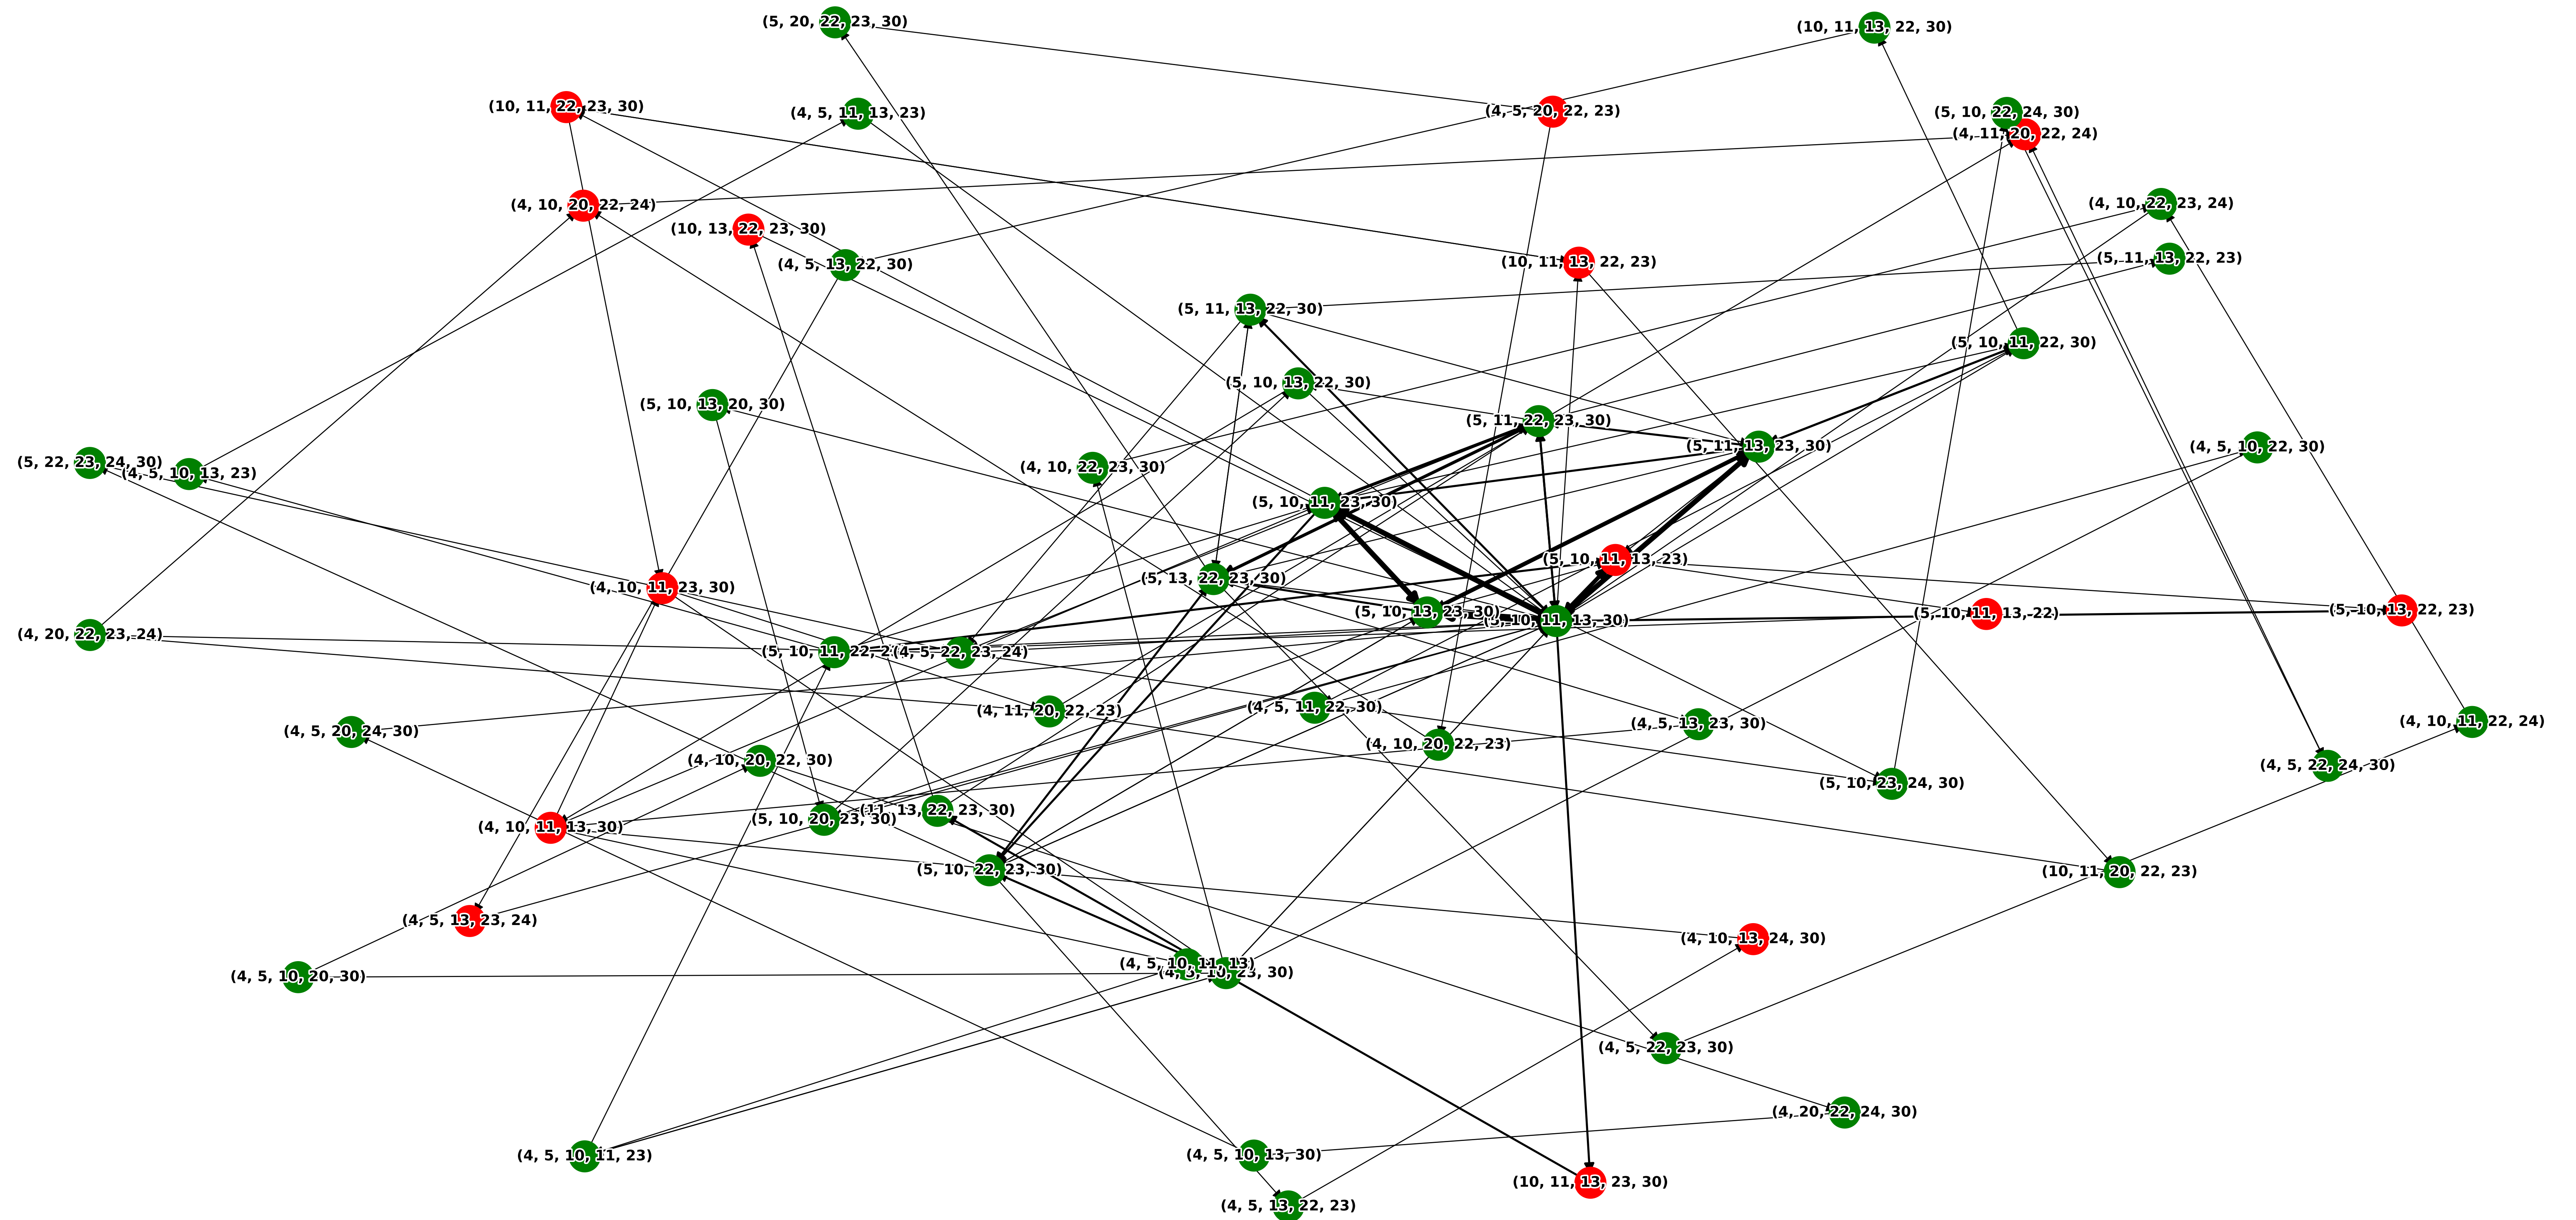 (5, 20, 22, 23, 30)
(10, 11, 13, 22, 30)
(10, 11, 22, 23, 30)
(4, 5, 11, 13, 23)
(4, 5, 20, 22, 23)
(5, 10, 22, 24, 30)
(4, 11, 20, 22, 24)
(4, 10, 20, 22, 24)
(4, 10, 22, 23, 24)
(10, 13, 22, 23, 30)
(4, 5, 13, 22, 30)
(10, 11, 13, 22, 23)
(5, 11, 13, 22, 23)
(5, 11, 13, 22, 30)
(5, 10, 11, 22, 30)
(5, 10, 13, 22, 30)
(5, 10, 13, 20, 30)
(5, 11, 22, 23, 30)
(5, 11, 13, 23, 30)
(4, 5, 10, 22, 30)
(5, 22, 23, 24, 30)
(4, 5, 10, 13, 23)
(4, 10, 22, 23, 30)
(5, 10, 11, 23, 30)
(5, 10, 11, 13, 23)
(5, 13, 22, 23, 30)
(4, 10, 11, 23, 30)
(5, 10, 13, 23, 30)
(5, 10, 11, 13, 30)
(5, 10, 11, 13, 22)
(5, 10, 13, 22, 23)
(4, 20, 22, 23, 24)
(5, 10, 11, 22, 2
(4, 5, 22, 23, 24)
(4, 11, 20, 22, 23)
(4, 5, 11, 22, 30)
(4, 5, 13, 23, 30)
(4, 10, 11, 22, 24)
(4, 5, 20, 24, 30)
(4, 10, 20, 22, 23)
(4, 10, 20, 22, 30)
(4, 5, 22, 24, 30)
(5, 10, 23, 24, 30)
(11, 13, 22, 23, 30)
(5, 10, 20, 23, 30)
(4, 10, 11, 13, 30)
(5, 10, 22, 23, 30)
(10, 11, 20, 22, 23)
(4, 5, 13, 23, 24)
(4, 10, 13, 24, 30)
(4, 5, 10, 11, 13)
(4, 5, 10, 23, 30)
(4, 5, 10, 20, 30)
(4, 5, 22, 23, 30)
(4, 20, 22, 24, 30)
(4, 5, 10, 11, 23)
(4, 5, 10, 13, 30)
(10, 11, 13, 23, 30)
(4, 5, 13, 22, 23)